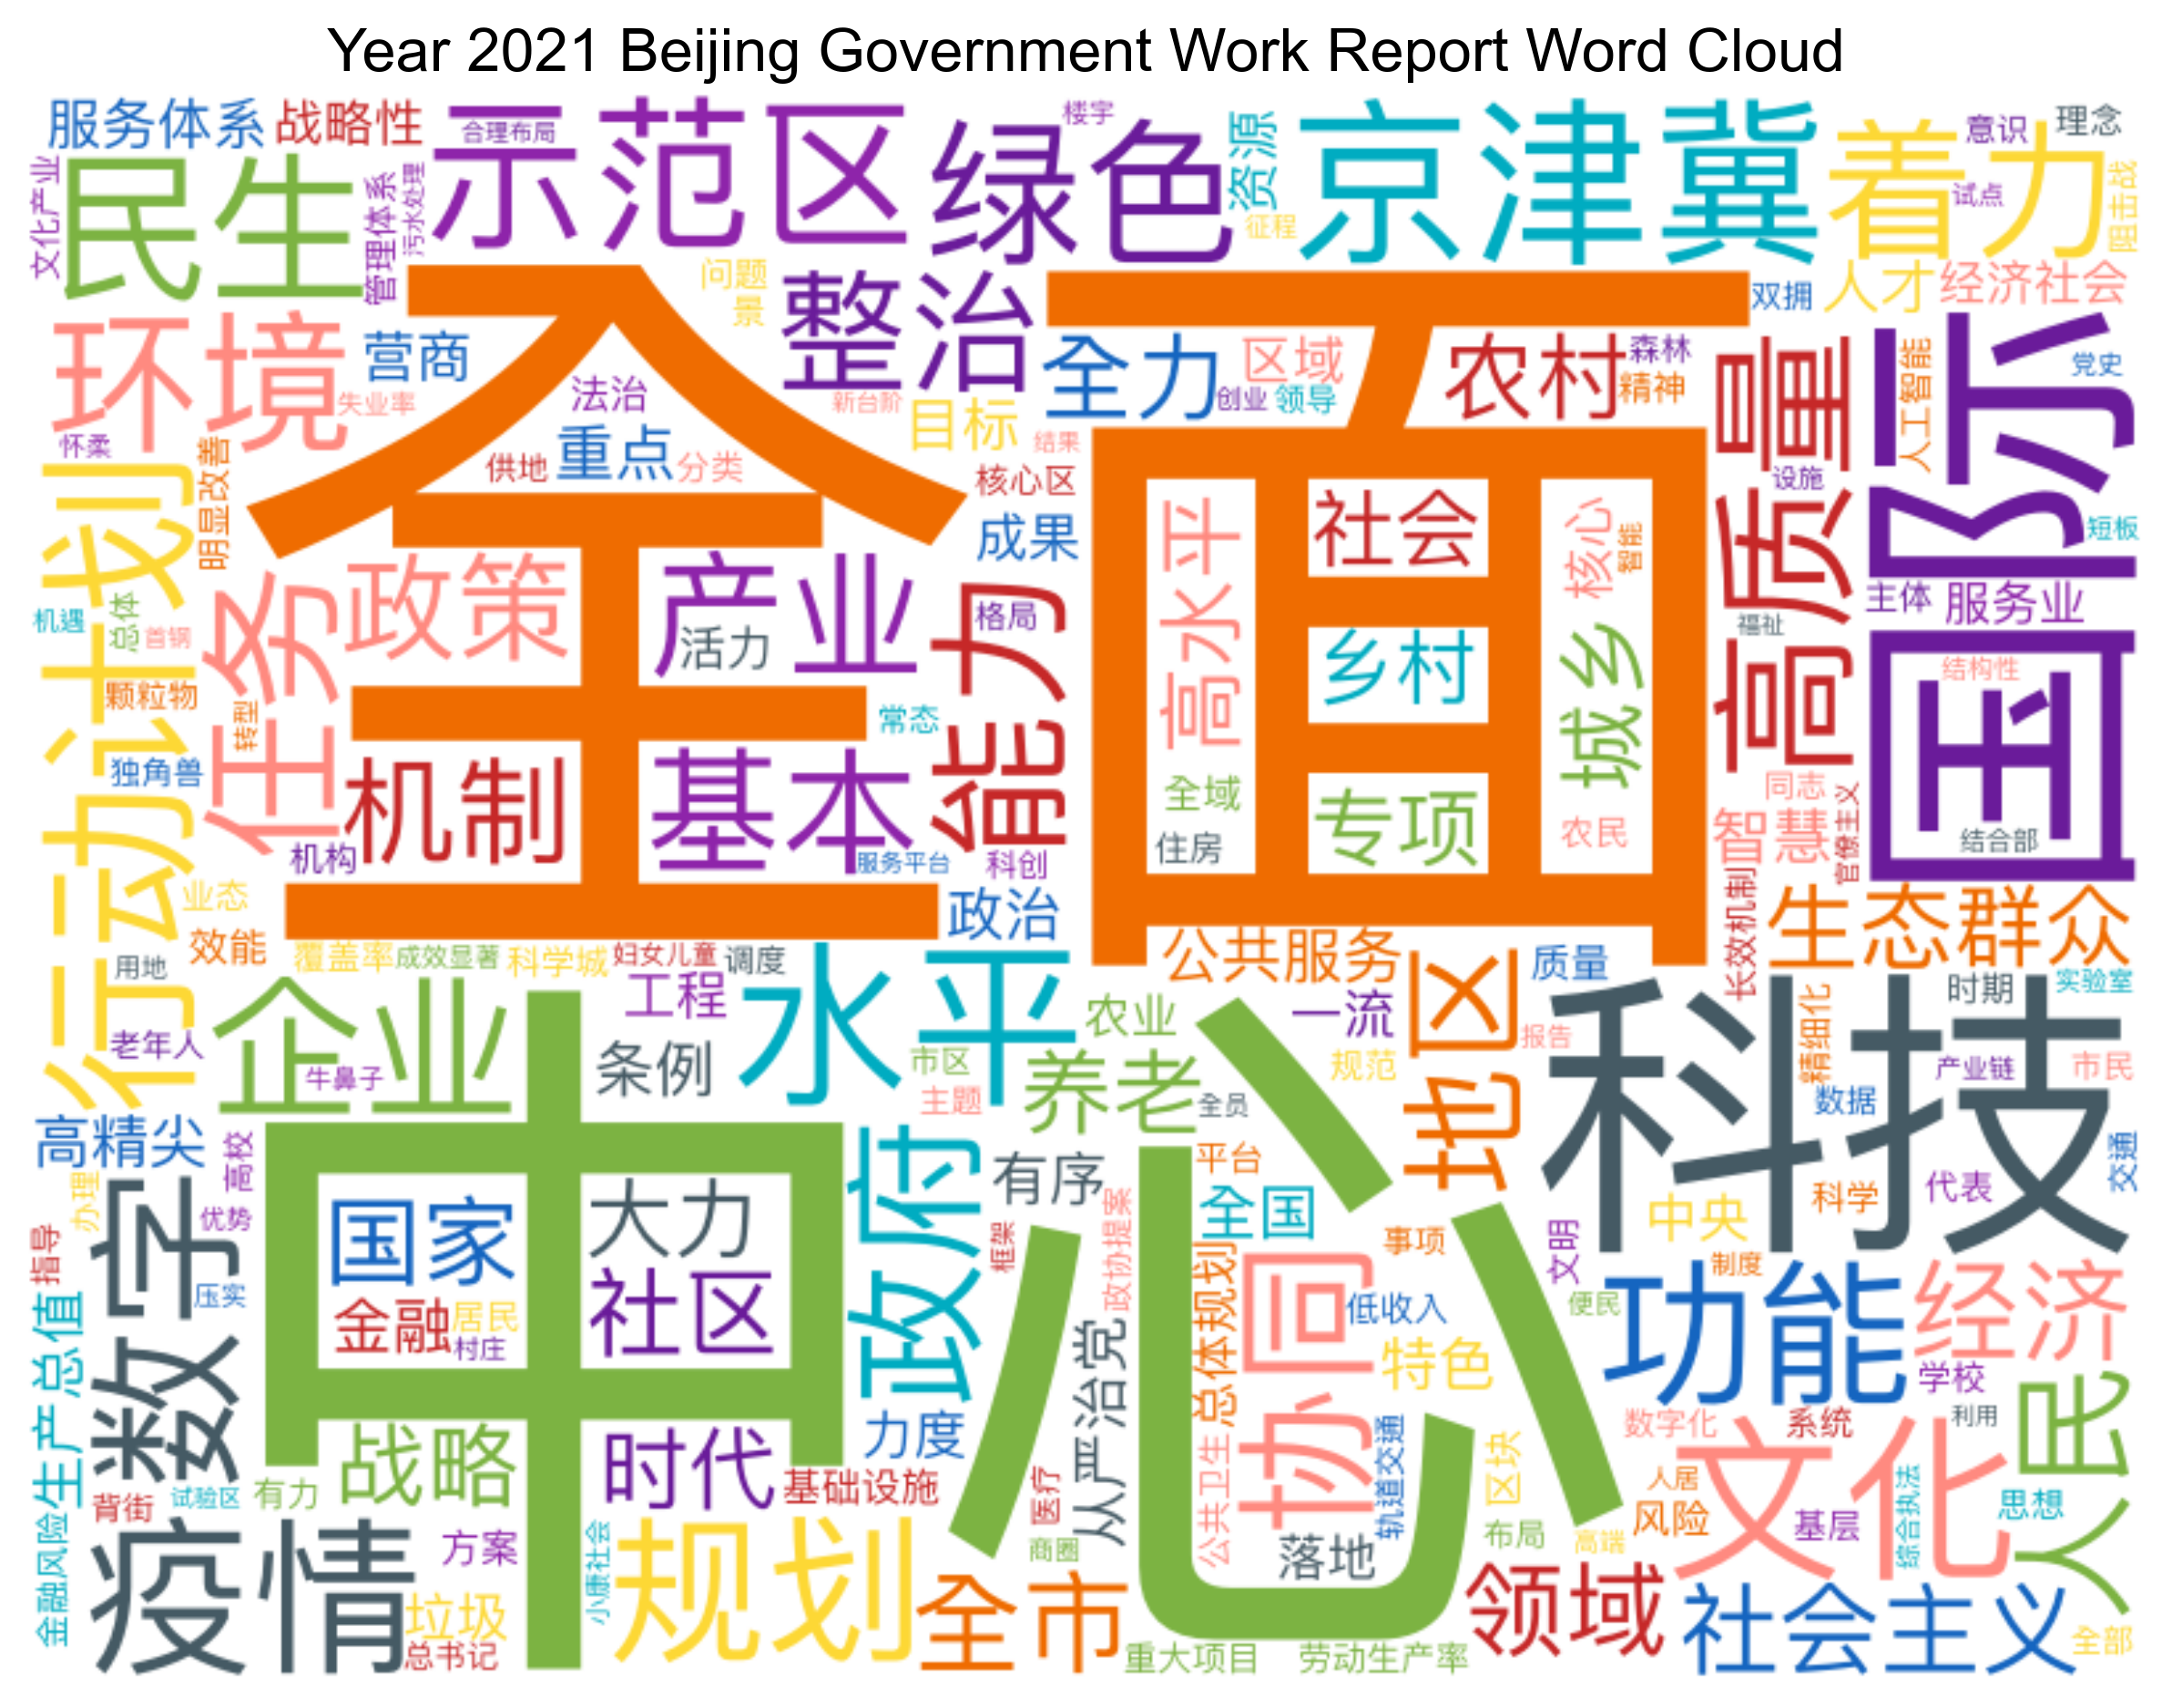 Year 2021 Beijing Government Work Report Word Cloud
服务体系
战略性
示范区
合理布局
绿色
楼宇
资源
征程
京津冀
着力
意识
理念
试点
阻击战
文化产业
民生
管理体系
污水处理
全面
问题
景
整治
双拥
人才
经济社会
环境
营商
失业率
怀柔
法治
重点
供地
分类
新台阶
目标
结果
全力
区域
创业
领导
农村
森林
精神
高质量
设施
人工智能
国际
党史
短板
行动计划
明显改善
核心区
成果
高水平
社会
核心
智能
机遇
总体
首钢
任务
政策
产业
活力
能力
格局
乡村
城乡
福祉
主体
服务业
结构性
颗粒物
转型
独角兽
常态
机制
基本
机构
服务平台
科创
全域
住房
专项
农民
同志
智慧
官僚主义
结合部
业态
效能
政治
长效机制
生态
群众
用地
覆盖率
成效显著
科学城
妇女儿童
调度
公共服务
地区
质量
企业
牛鼻子
老年人
中心
工程
条例
水平
市区
主题
农业
养老
全员
一流
规范
报告
科技
精细化
时期
实验室
产业链
市民
数据
交通
高精尖
高校
办理
优势
数字
压实
指导
生产总值
国家
大力
金融
居民
村庄
社区
政府
有序
框架
政协提案
平台
全国
总体规划
协同
事项
低收入
特色
文明
中央
科学
代表
制度
便民
功能
经济
学校
人民
战略
时代
有力
背街
试验区
力度
基础设施
医疗
从严治党
公共卫生
轨道交通
区块
布局
高端
数字化
系统
利用
人居
风险
文化
基层
综合执法
思想
金融风险
疫情
方案
垃圾
总书记
小康社会
规划
全市
商圈
落地
重大项目
劳动生产率
领域
社会主义
全部